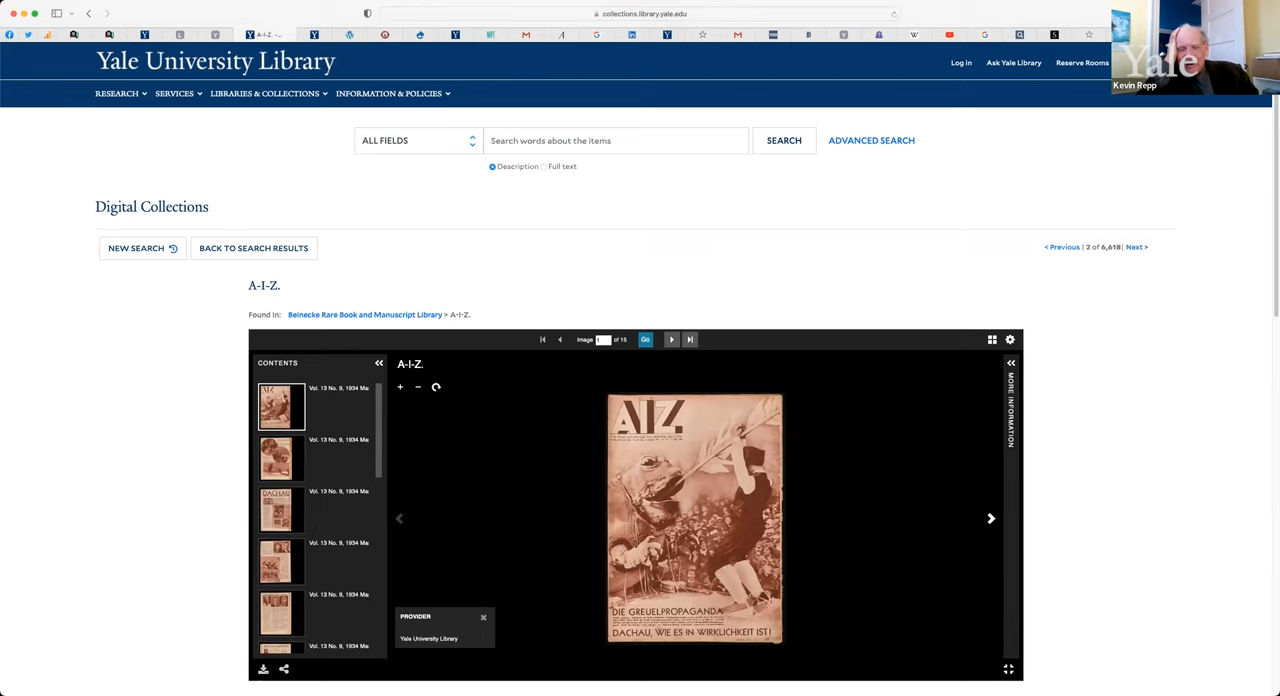 collections.library.yale.edu
A-I-Z. -...
Yale University Library
Log in
Ask Yale Library
Reserve Rooms
Yale
Kevin Repp
RESEARCH
SERVICES
LIBRARIES & COLLECTIONS
INFORMATION & POLICIES
ALL FIELDS
Search words about the items
SEARCH
ADVANCED SEARCH
Description
Full text
Digital Collections
NEW SEARCH
BACK TO SEARCH RESULTS
< Previous | 2 of 6,618 | Next >
A-I-Z.
Found In: Beinecke Rare Book and Manuscript Library > A-I-Z.
Image 1 of 15 Go
CONTENTS
A-I-Z.
MORE INFORMATION
Vol. 13 No. 9, 1934 Ma
Vol. 13 No. 9, 1934 Ma
DACHAU
Vol. 13 No. 9, 1934 Ma
Vol. 13 No. 9, 1934 Ma
Vol. 13 No. 9, 1934 Ma
Vol. 13 No. 9, 1934 Ma
AIZ
DIE GREUELPROPAGANDA
DACHAU, WIE ES IN WIRKLICHKEIT IST!
PROVIDER
Yale University Library